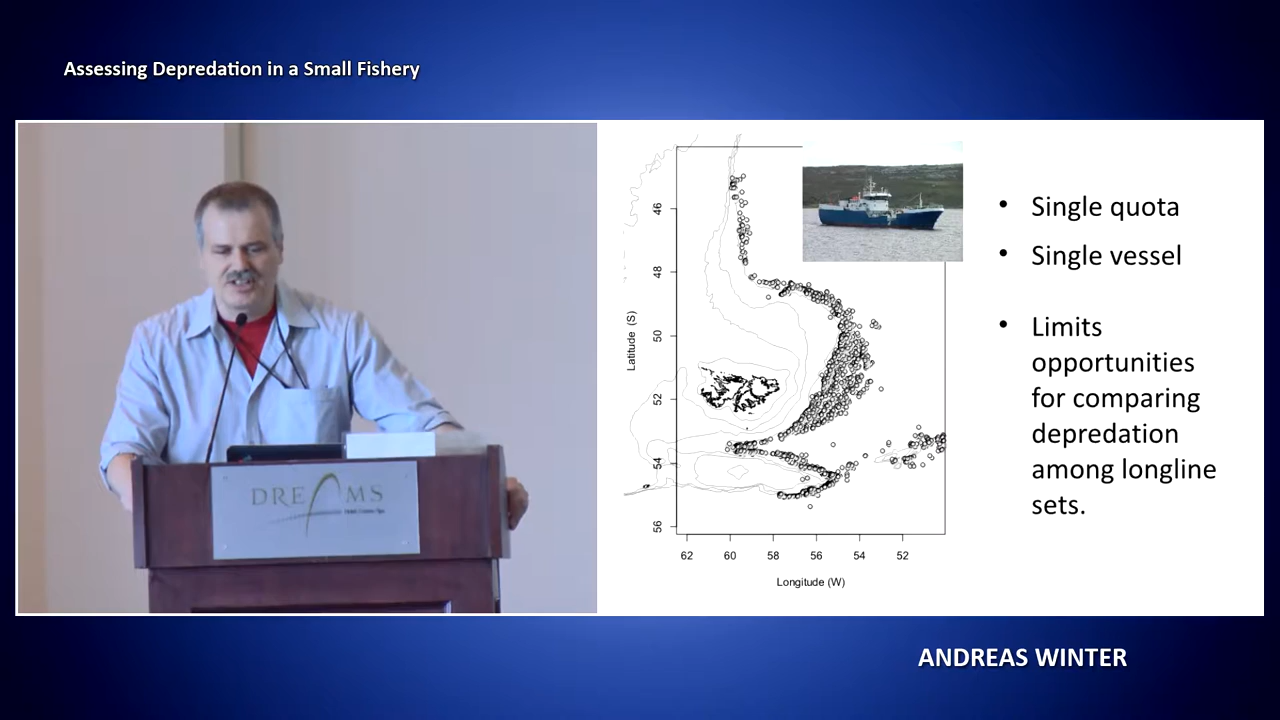 Assessing Depredation in a Small Fishery
DREAMS
46
48
50
52
54
56
Latitude (S)
62 60 58 56 54 52
Longitude (W)
• Single quota
• Single vessel
• Limits
opportunities
for comparing
depredation
among longline
sets.
ANDREAS WINTER